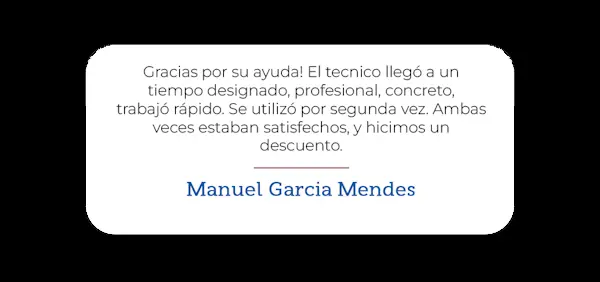 Gracias por su ayuda! El tecnico llegó a un
tiempo designado, profesional, concreto,
trabajó rápido. Se utilizó por segunda vez. Ambas
veces estaban satisfechos, y hicimos un
descuento.
Manuel Garcia Mendes